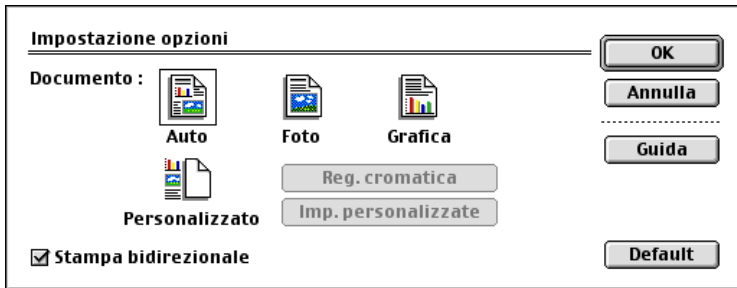 Impostazione opzioni
OK
Documento :
Annulla
Auto
Foto
Grafica
Guida
Reg. cromatica
Personalizzato
Imp. personalizzate
Stampa bidirezionale
Default